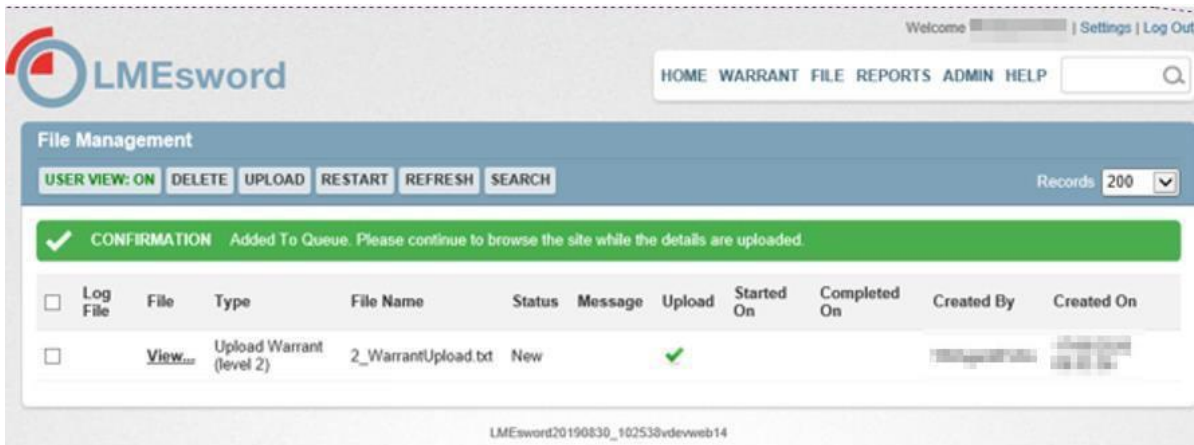 Welcome | Settings | Log Out
LMEsword
HOME WARRANT FILE REPORTS ADMIN HELP
File Management
USER VIEW: ON DELETE UPLOAD RESTART REFRESH SEARCH Records 200
CONFIRMATION Added To Queue. Please continue to browse the site while the details are uploaded.
Log File File Type File Name Status Message Upload Started On Completed On Created By Created On
View... Upload Warrant (level 2) 2_WarrantUpload.txt New
LMEsword20190830_102538vdevweb14